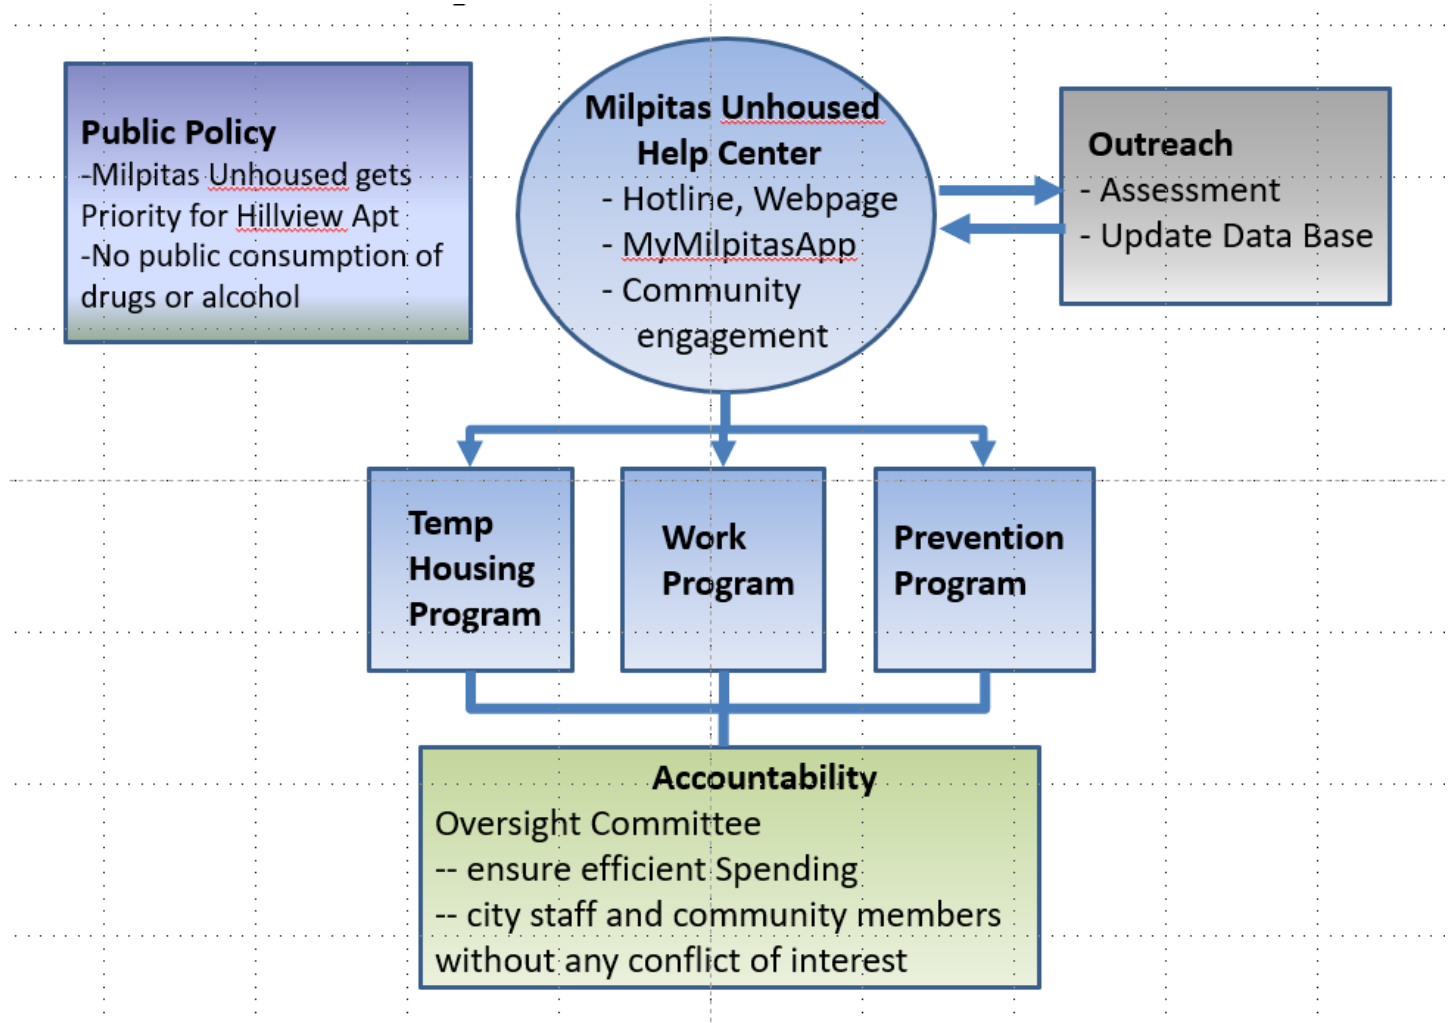 Public Policy
-Milpitas Unhoused gets
Priority for Hillview Apt
-No public consumption of
drugs or alcohol
Milpitas Unhoused
Help Center
- Hotline, Webpage
- MyMilpitasApp
- Community
engagement
Outreach
- Assessment
- Update Data Base
Temp
Housing
Program
Work
Program
Prevention
Program
Accountability
Oversight Committee
-- ensure efficient Spending
-- city staff and community members
without any conflict of interest